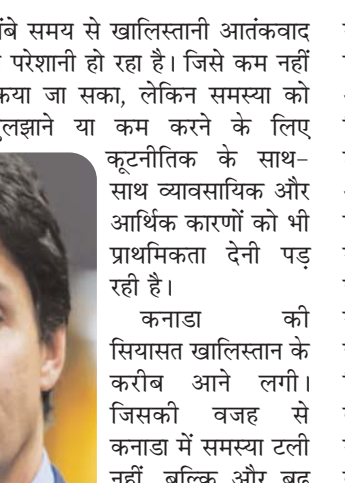 लंबे समय से खालिस्तानी आतंकवाद
परेशानी हो रहा है। जिसे कम नहीं
किया जा सका, लेकिन समस्या को
सुलझाने या कम करने के लिए
कूटनीतिक के साथ-
साथ व्यावसायिक और
आर्थिक कारणों को भी
प्राथमिकता देनी पड़
रही है।
कनाडा की
सियासत खालिस्तान के
करीब आने लगी।
जिसकी वजह से
कनाडा में समस्या टली
नहीं, बल्कि और बढ़